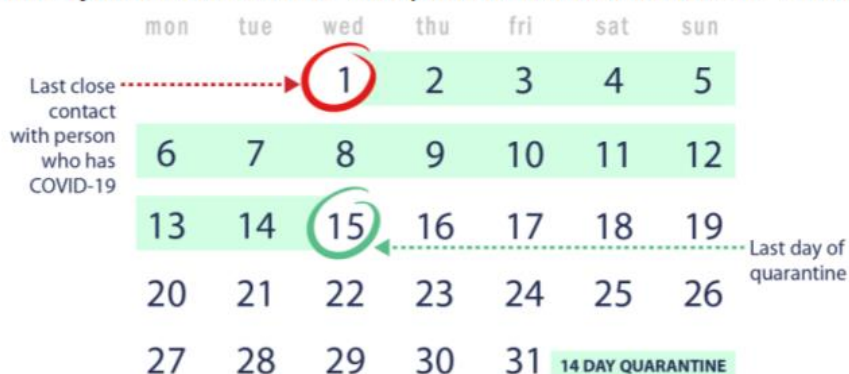 mon tue wed thu fri sat sun
1 2 3 4 5
Last close
contact
with person
who has
COVID-19
6 7 8 9 10 11 12
13 14 15 16 17 18 19
Last day of
quarantine
20 21 22 23 24 25 26
27 28 29 30 31 14 DAY QUARANTINE